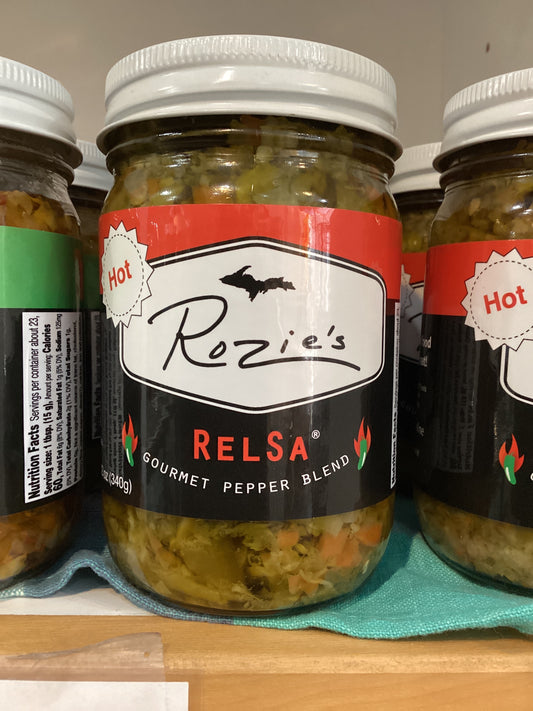 Nutrition Facts Servings per container about 23,
Serving size: 1 tbsp. (15 g), Amount per serving: Calories
60,
Hot
Rozie's
RELSA®
GOURMET PEPPER BLEND
oz (340g)
Hot